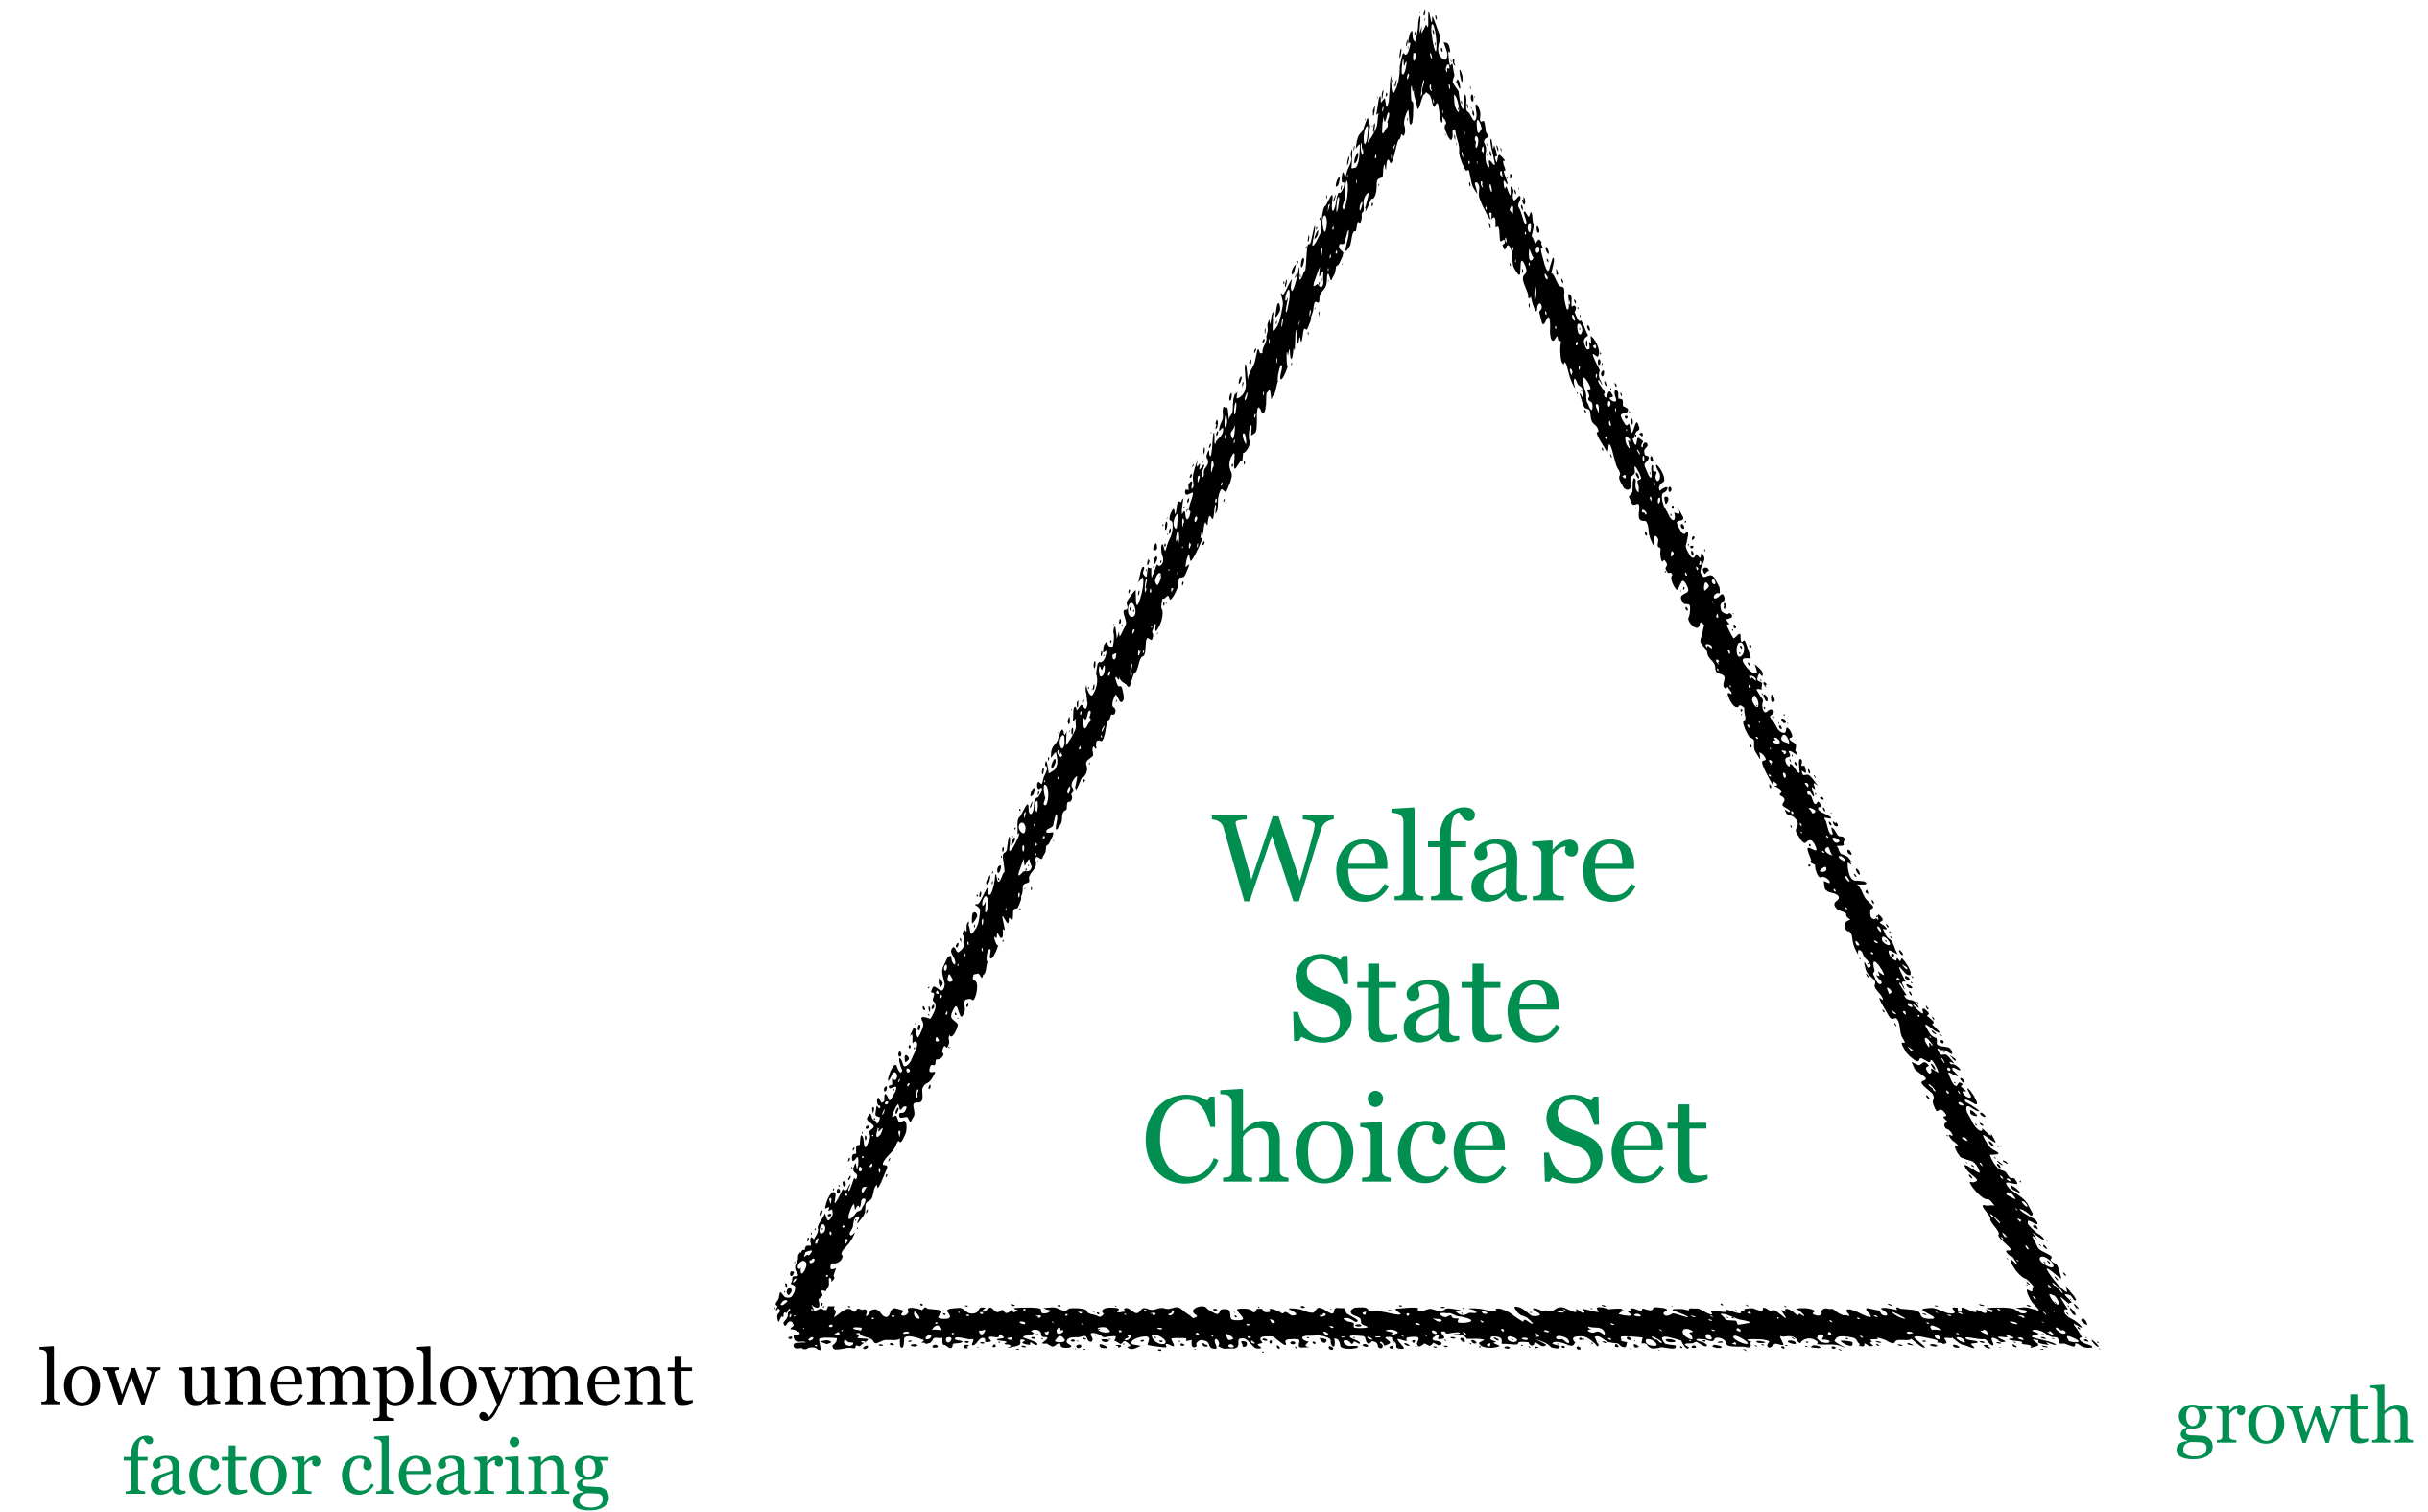 Welfare
State
Choice Set
low unemployment
factor clearing
growth